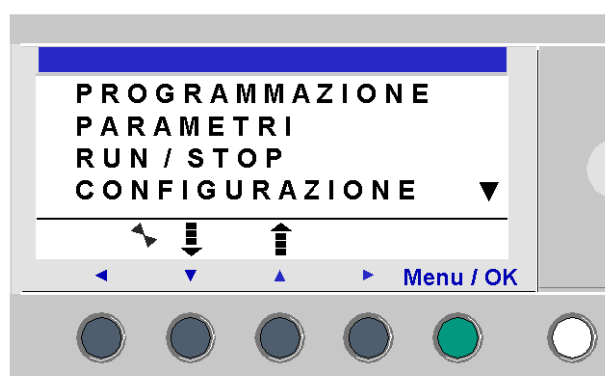 PROGRAMMAZIONE
PARAMETRI
RUN / STOP
CONFIGURAZIONE
Menu / OK